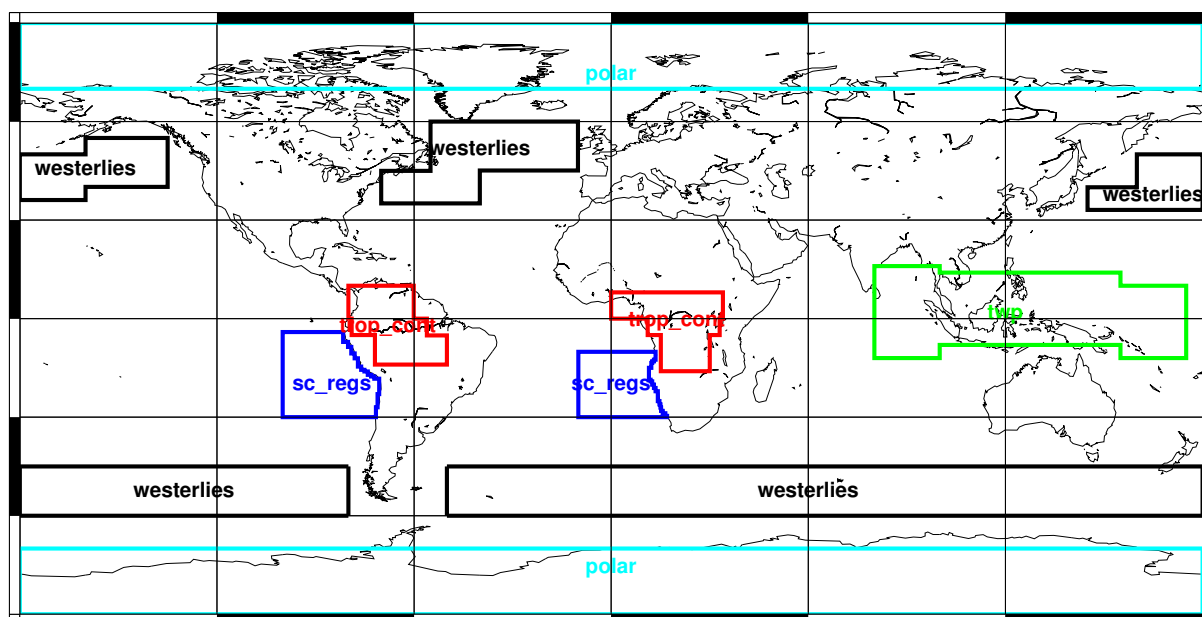 polar
westerlies
westerlies
westerlies
twp
trop_cont
trop_cont
sc_regs
sc_regs
westerlies
westerlies
polar